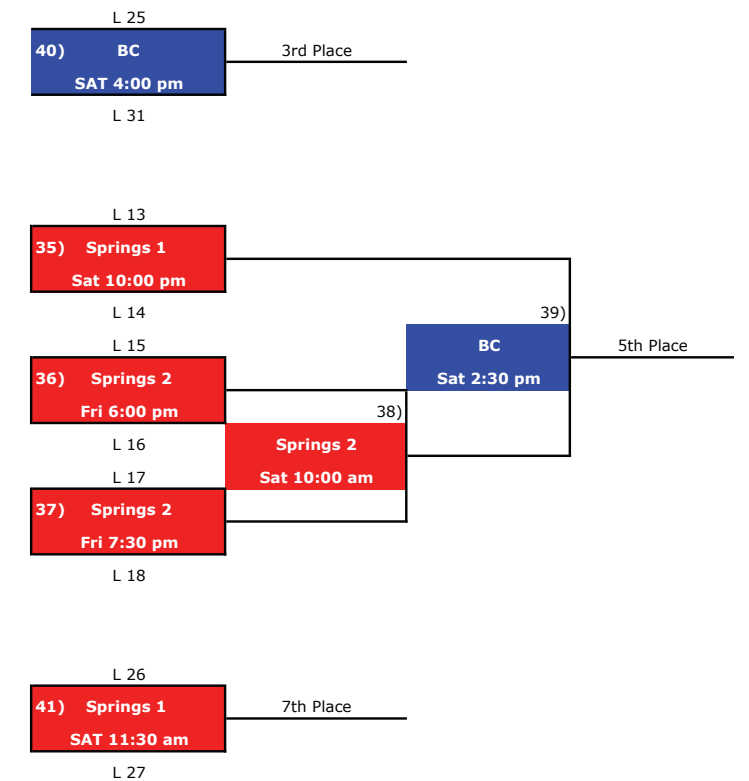 L 25
40) BC 3rd Place
SAT 4:00 pm
L 31
L 13
35) Springs 1
Sat 10:00 pm
L 14 39)
L 15 BC 5th Place
36) Springs 2 Sat 2:30 pm
Fri 6:00 pm 38)
L 16 Springs 2
L 17 Sat 10:00 am
37) Springs 2
Fri 7:30 pm
L 18
L 26
41) Springs 1 7th Place
SAT 11:30 am
L 27